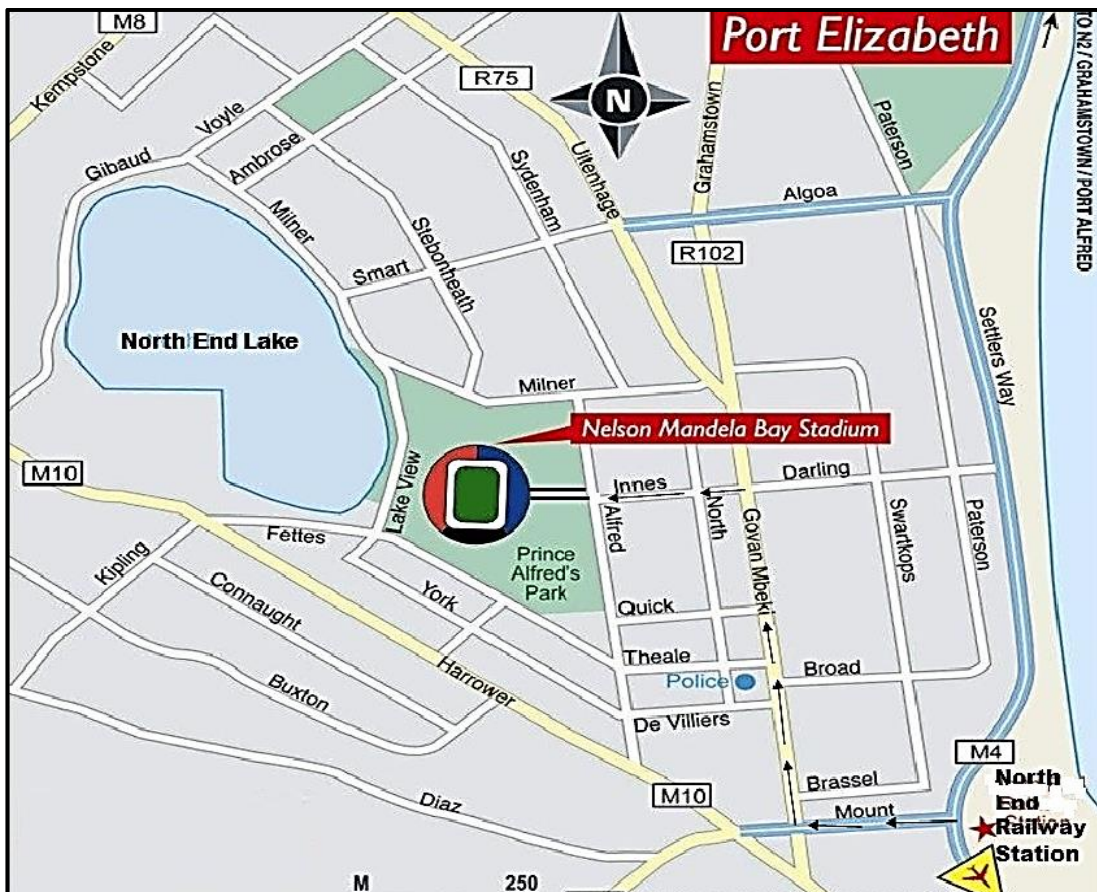 Port Elizabeth
M8
Kempstone
R75
TO N2 / GRAHAMSTOWN / PORT ALFRED
Voyle
N
Gibaud
Ambrose
Sydenham
Uitenhage
Grahamstown
Paterson
Algoa
Milner
Stebonheath
Smart
R102
Settlers Way
North End Lake
Milner
Nelson Mandela Bay Stadium
M10
Lake View
Innes
Darling
Alfred
North
Govan Mbeki
Swartkops
Paterson
Fettes
Kipling
Connaught
York
Prince
Alfred's
Park
Quick
Theale
Broad
Police
Harrower
Buxton
De Villiers
M4
Brassel
M10
Mount
Diaz
North
End
Railway
Station
M 250